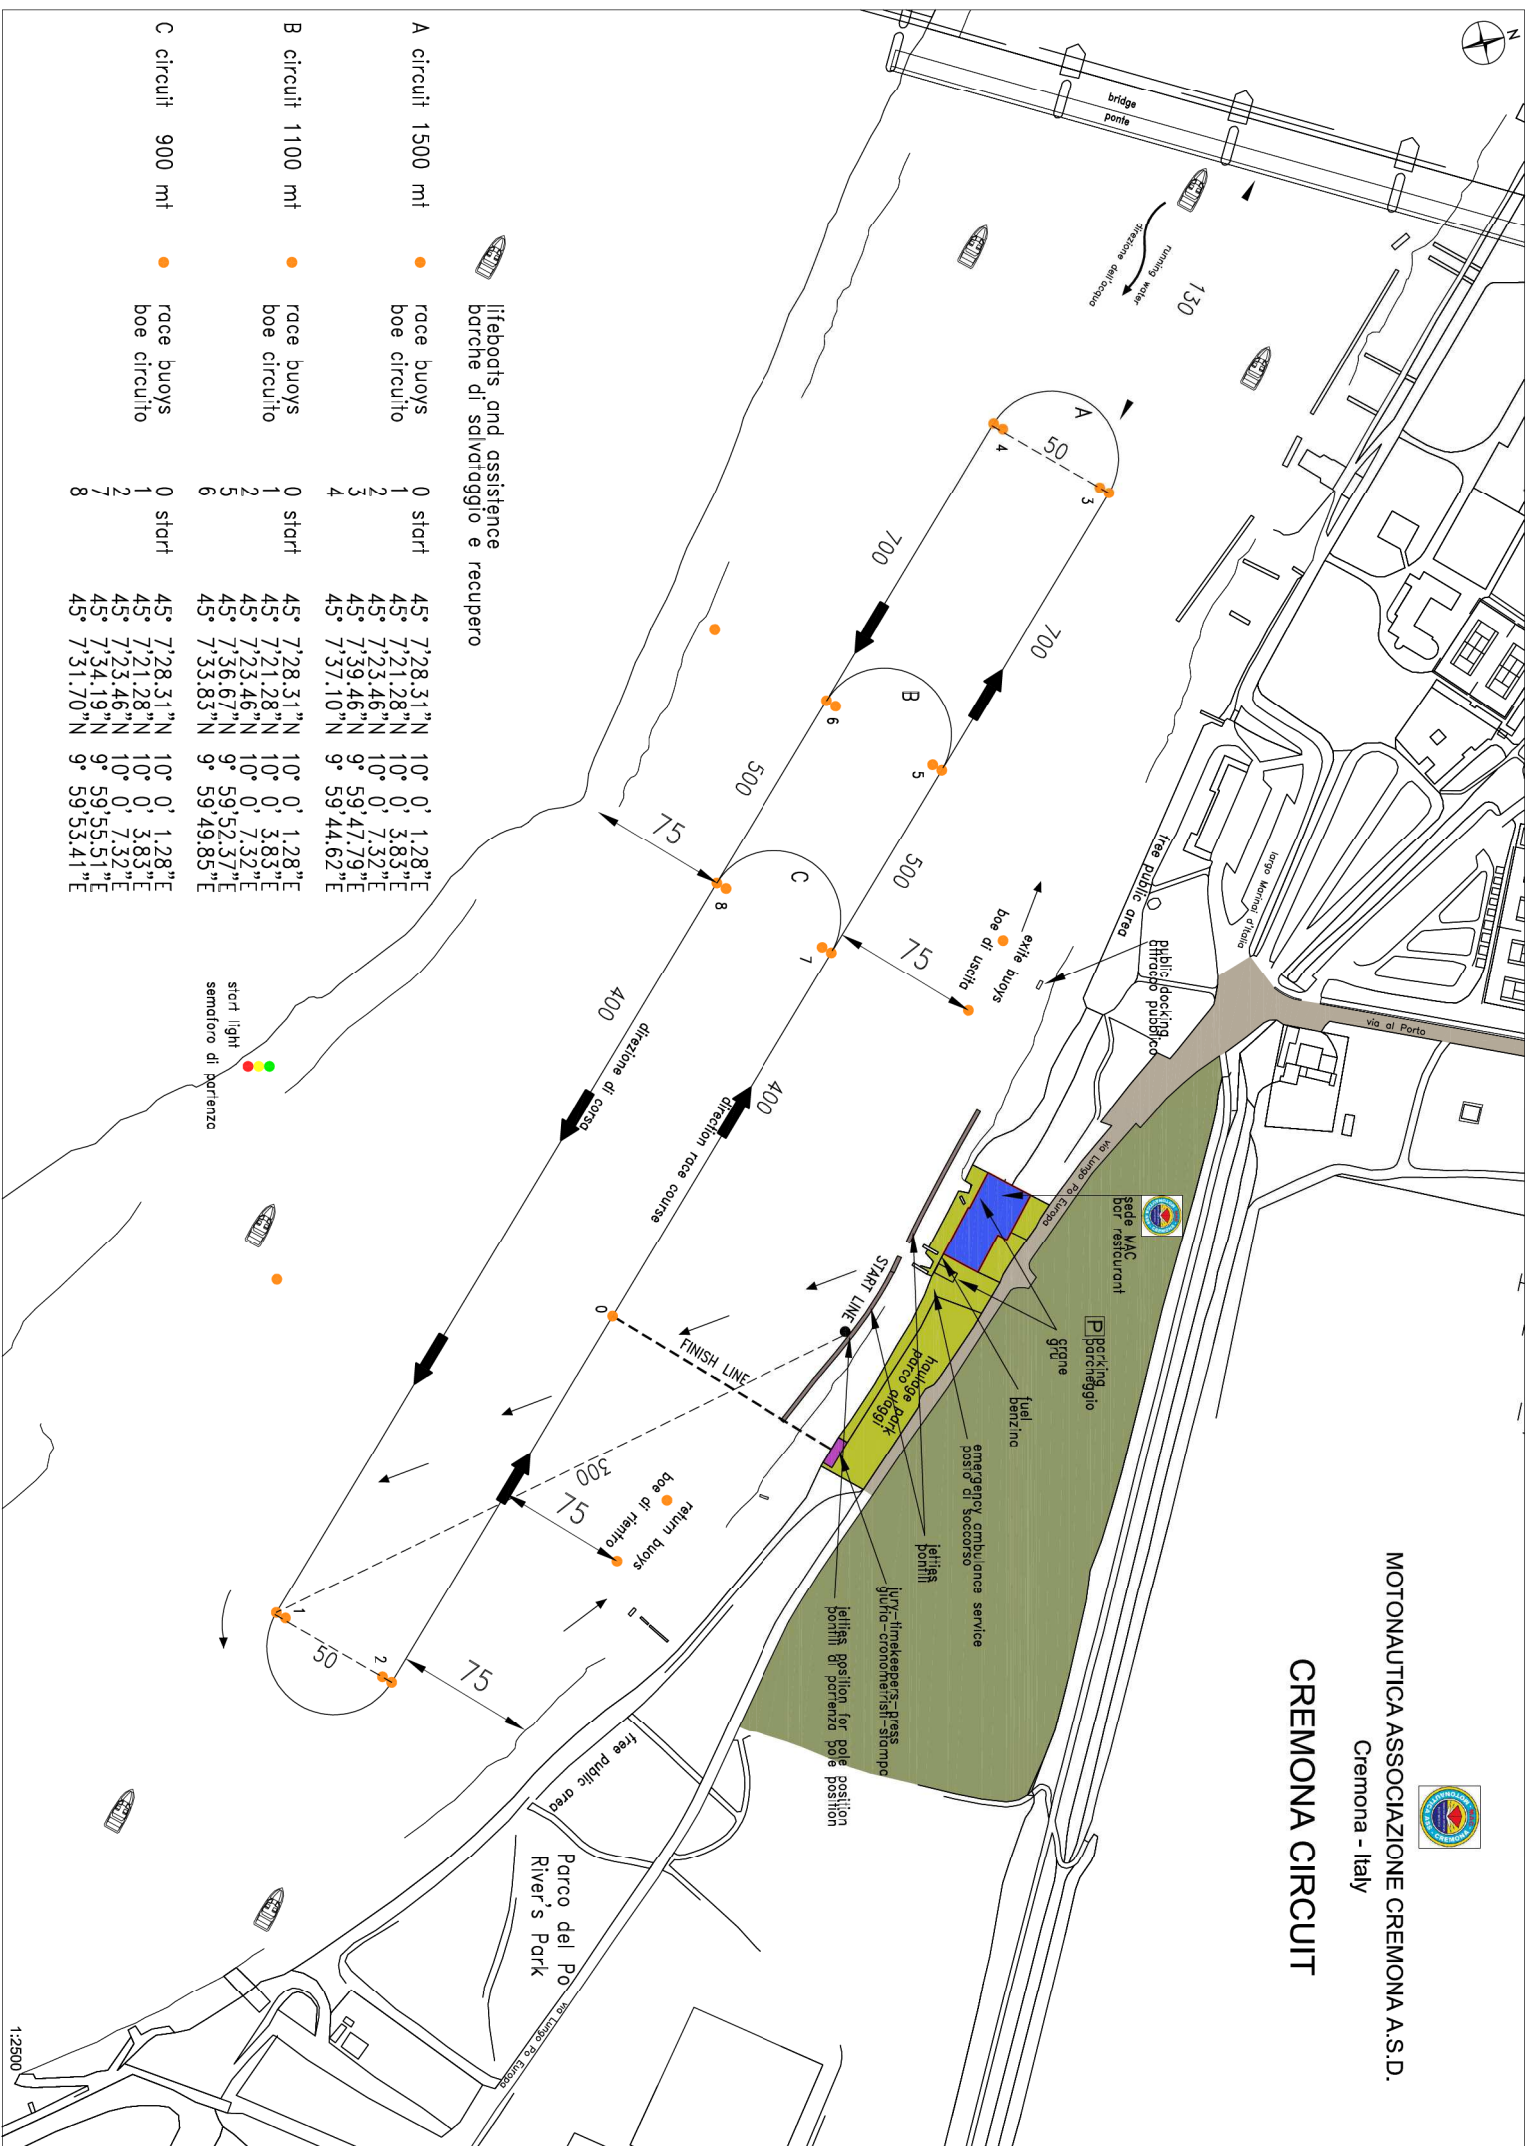 MOTONAUTICA ASSOCIAZIONE CREMONA A.S.D.
Cremona - Italy
CREMONA CIRCUIT
N
bridge
ponte
running water
direzione dell'acqua
130
largo Marinai d'Italia
via al Porto
free public area
public docking
attracco pubblico
via Lungo Po Europa
sede MAC
bar restaurant
P parking
parcheggio
crane
gru
fuel
benzina
emergency ambulance service
posto di soccorso
jetties
pontili
jury-timekeepers-press
giuria-cronometristi-stampa
jetties position for pole position
pontili di partenza pole position
haulage park
parco alaggi
exite buoys
boe di uscita
return buoys
boe di rientro
START LINE
FINISH LINE
direction race course
direzione di corsa
A
50
4
3
700
700
B
6
5
500
500
75
75
C
8
7
400
400
0
300
75
1
50
2
75
free public area
Parco del Po
River's Park
via Lungo Po Europa
start light
semaforo di partenza
lifeboats and assistence
barche di salvataggio e recupero
A circuit 1500 mt
race buoys
boe circuito
0 start 45° 7'28.31"N 10° 0' 1.28"E
1 45° 7'21.28"N 10° 0' 3.83"E
2 45° 7'23.46"N 10° 0' 7.32"E
3 45° 7'39.46"N 9° 59'47.79"E
4 45° 7'37.10"N 9° 59'44.62"E
B circuit 1100 mt
race buoys
boe circuito
0 start 45° 7'28.31"N 10° 0' 1.28"E
1 45° 7'21.28"N 10° 0' 3.83"E
2 45° 7'23.46"N 10° 0' 7.32"E
5 45° 7'36.67"N 9° 59'52.37"E
6 45° 7'33.83"N 9° 59'49.85"E
C circuit 900 mt
race buoys
boe circuito
0 start 45° 7'28.31"N 10° 0' 1.28"E
1 45° 7'21.28"N 10° 0' 3.83"E
2 45° 7'23.46"N 10° 0' 7.32"E
7 45° 7'34.19"N 9° 59'55.51"E
8 45° 7'31.70"N 9° 59'53.41"E
1:2500